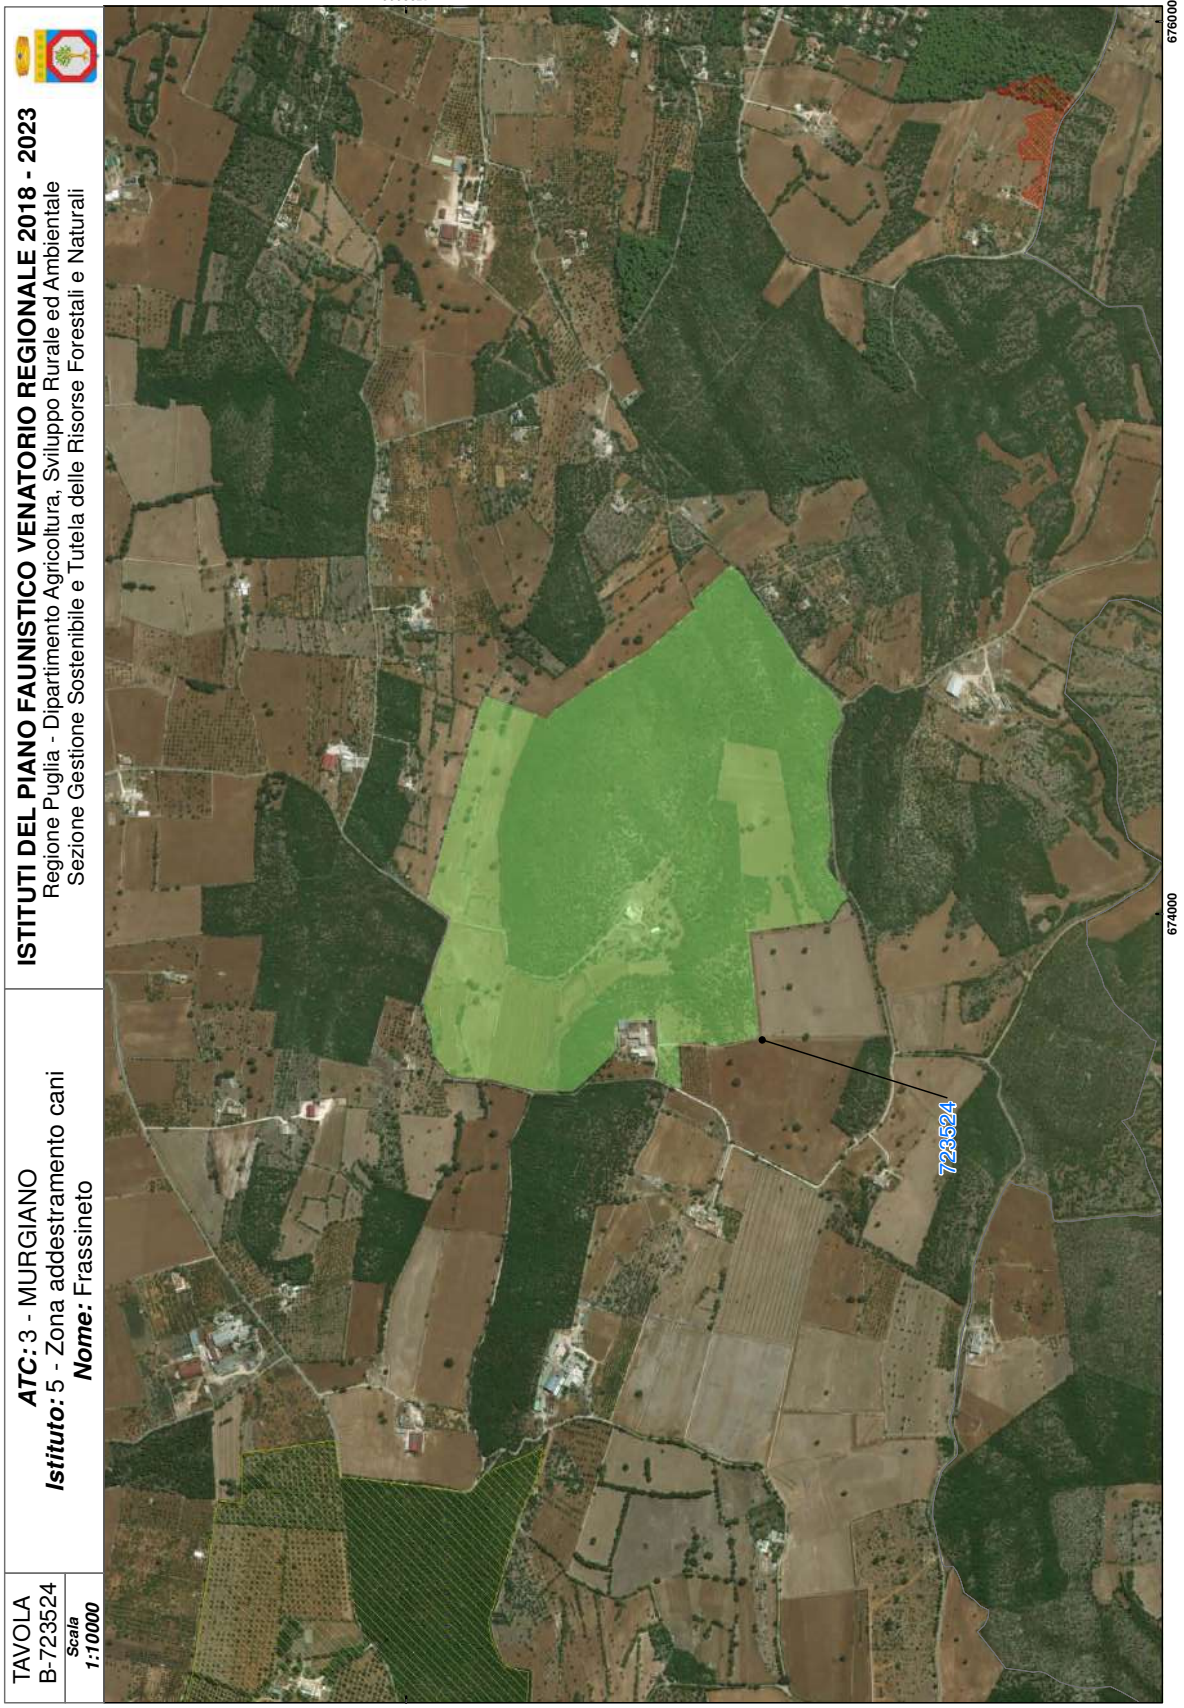 TAVOLA
B-723524
Scala
1:10000
ATC: 3 - MURGIANO
Istituto: 5 - Zona addestramento cani
Nome: Frassineto
ISTITUTI DEL PIANO FAUNISTICO VENATORIO REGIONALE 2018 - 2023
Regione Puglia - Dipartimento Agricoltura, Sviluppo Rurale ed Ambientale
Sezione Gestione Sostenibile e Tutela delle Risorse Forestali e Naturali
723524
674000
676000